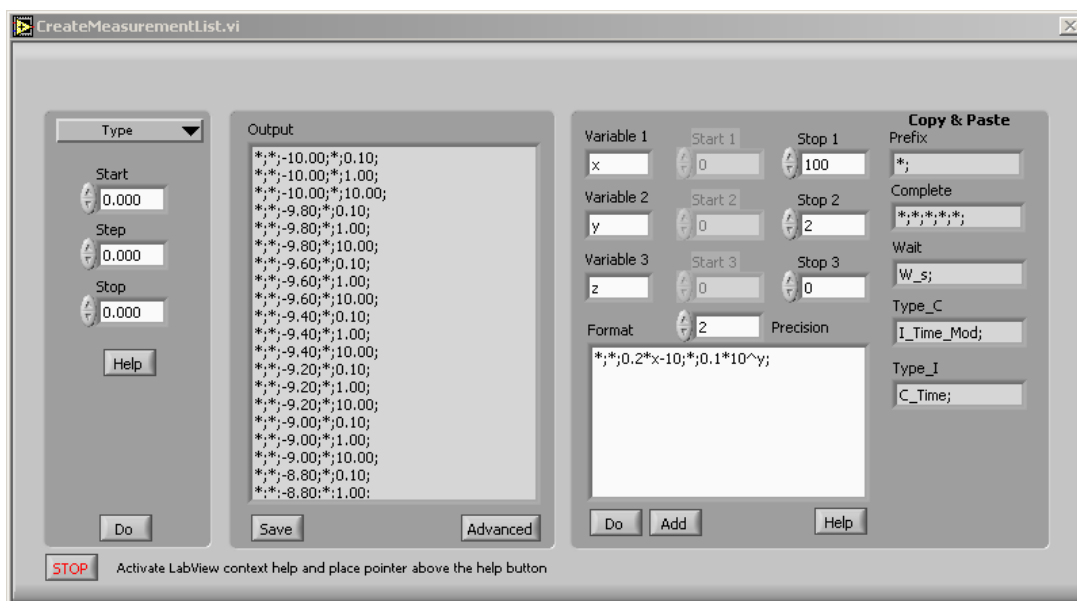 CreateMeasurementList.vi
Type
Start
0.000
Step
0.000
Stop
0.000
Help
Do
Output
*;*;-10.00;*;0.10;
*;*;-10.00;*;1.00;
*;*;-10.00;*;10.00;
*;*;-9.80;*;0.10;
*;*;-9.80;*;1.00;
*;*;-9.80;*;10.00;
*;*;-9.60;*;0.10;
*;*;-9.60;*;1.00;
*;*;-9.60;*;10.00;
*;*;-9.40;*;0.10;
*;*;-9.40;*;1.00;
*;*;-9.40;*;10.00;
*;*;-9.20;*;0.10;
*;*;-9.20;*;1.00;
*;*;-9.20;*;10.00;
*;*;-9.00;*;0.10;
*;*;-9.00;*;1.00;
*;*;-9.00;*;10.00;
*;*;-8.80;*;0.10;
*;*;-8.80;*;1.00;
Save Advanced
Variable 1 Start 1 Stop 1
x 0 100
Variable 2 Start 2 Stop 2
y 0 2
Variable 3 Start 3 Stop 3
z 0 0
Format 2 Precision
*;*;0.2*x-10;*;0.1*10^y;
Do Add Help
Copy & Paste
Prefix
*;
Complete
*;*;*;*;*;
Wait
W_s;
Type_C
I_Time_Mod;
Type_I
C_Time;
STOP Activate LabView context help and place pointer above the help button